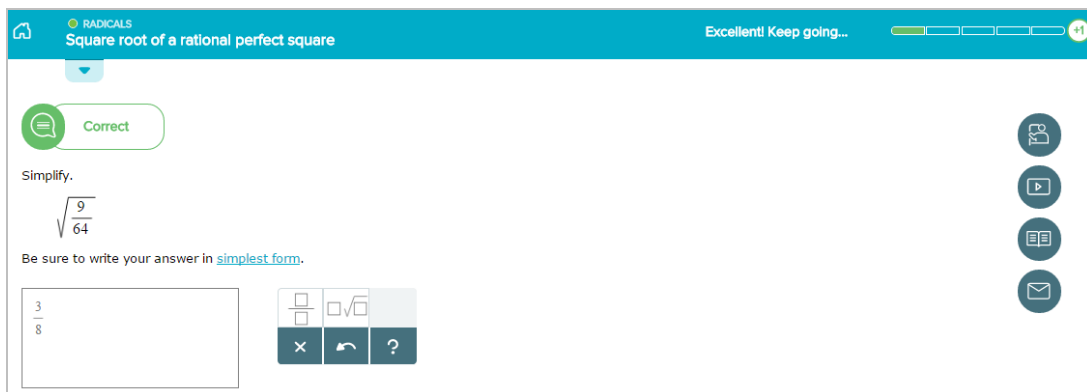 RADICALS
Square root of a rational perfect square
Excellent! Keep going...
+1
Correct
Simplify.
√(9/64)
Be sure to write your answer in simplest form.
3/8
□/□ □√□
× ?